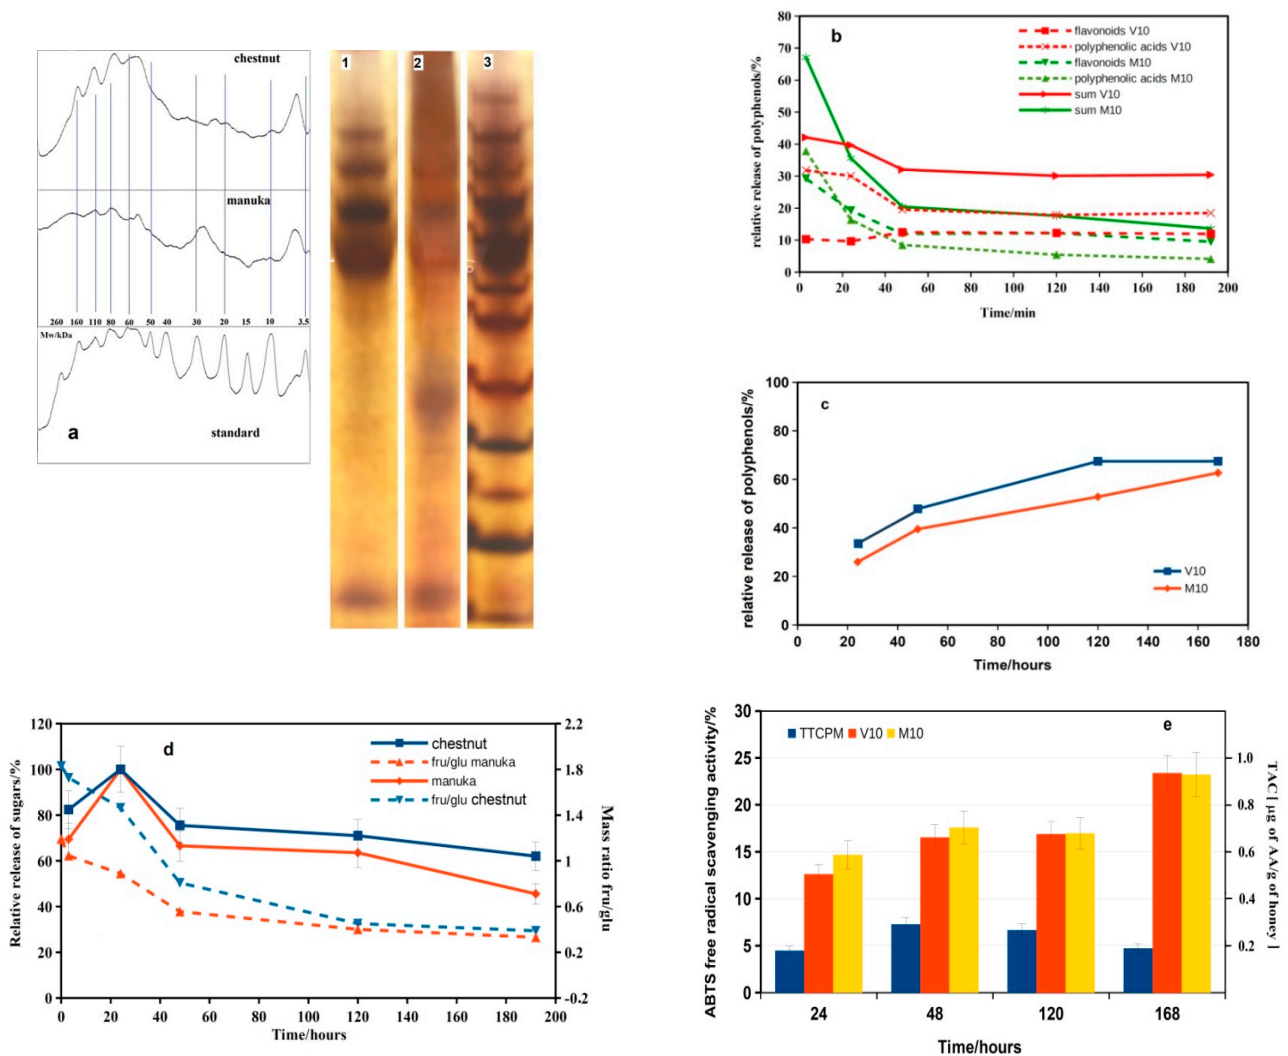 chestnut
manuka
260 160 110 80 60 50 40 30 20 15 10 3.5
Mw/kDa
a
standard
1 2 3
b
relative release of polyphenols/%
80
70
60
50
40
30
20
10
0
0 20 40 60 80 100 120 140 160 180 200
Time/min
flavonoids V10
polyphenolic acids V10
flavonoids M10
polyphenolic acids M10
sum V10
sum M10
c
relative release of polyphenols/%
100
80
60
40
20
0
0 20 40 60 80 100 120 140 160 180
Time/hours
V10
M10
d
Relative release of sugars/%
120
100
80
60
40
20
0
0 20 40 60 80 100 120 140 160 180 200
Time/hours
2.2
1.8
1.4
1
0.6
0.2
-0.2
Mass ratio fru/glu
chestnut
fru/glu manuka
manuka
fru/glu chestnut
e
ABTS free radical scavenging activity/%
30
25
20
15
10
5
0
24 48 120 168
Time/hours
1.0
0.8
0.6
0.4
0.2
TAC[ µg of AA/g of honey ]
TTCPM V10 M10